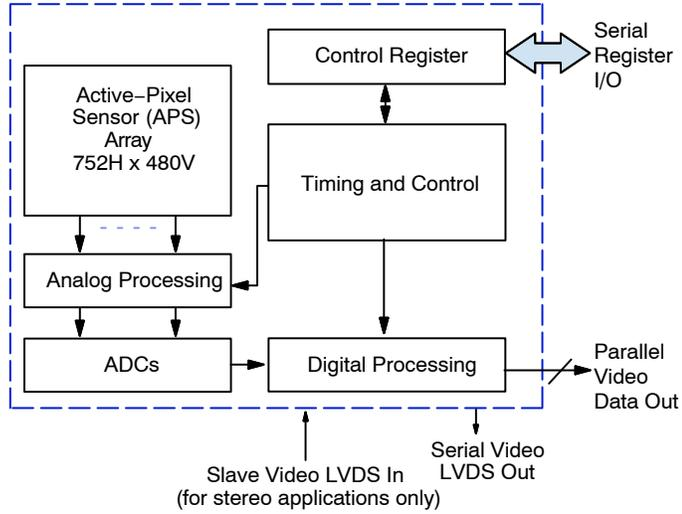 Control Register
Serial
Register
I/O
Active−Pixel
Sensor (APS)
Array
752H x 480V
Timing and Control
Analog Processing
ADCs
Digital Processing
Parallel
Video
Data Out
Slave Video LVDS In
(for stereo applications only)
Serial Video
LVDS Out